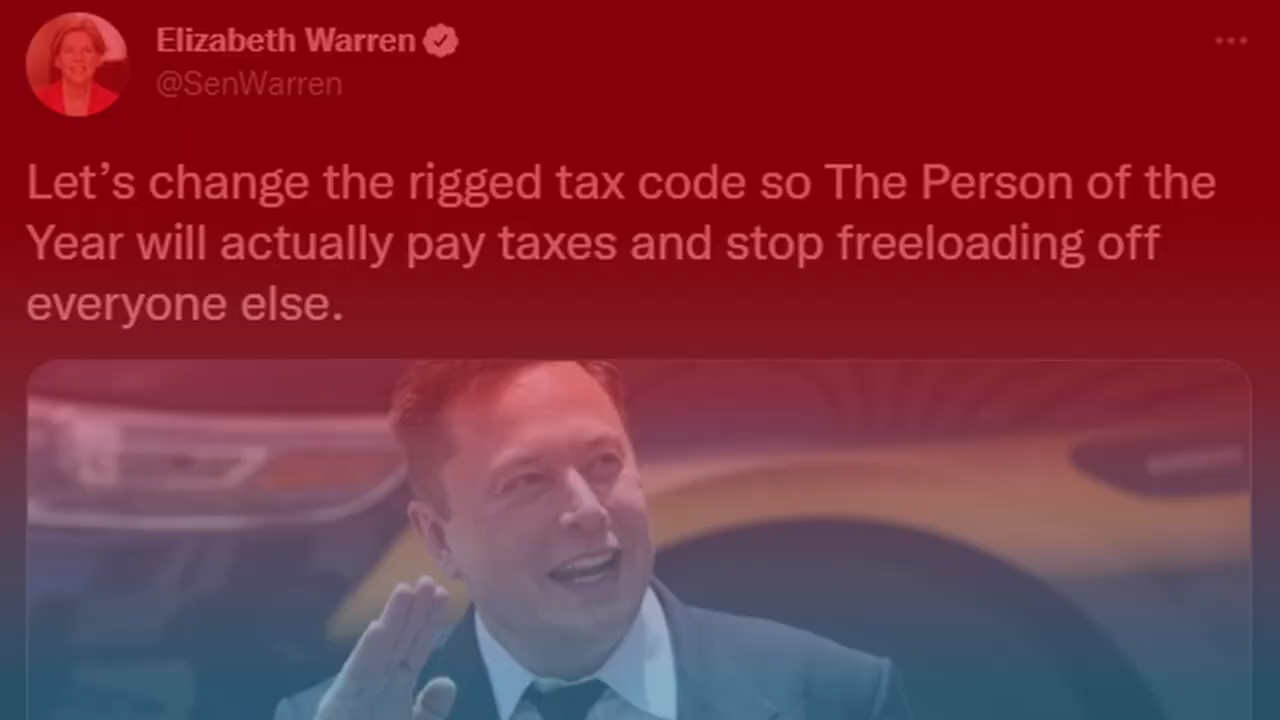 Elizabeth Warren
@SenWarren
Let's change the rigged tax code so The Person of the
Year will actually pay taxes and stop freeloading off
everyone else.